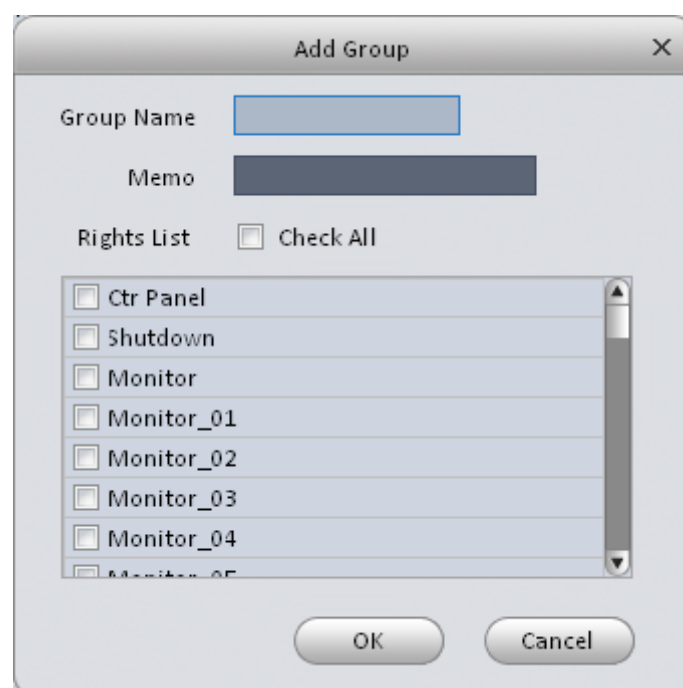 Add Group
Group Name
Memo
Rights List Check All
Ctr Panel
Shutdown
Monitor
Monitor_01
Monitor_02
Monitor_03
Monitor_04
Monitor_05
OK Cancel